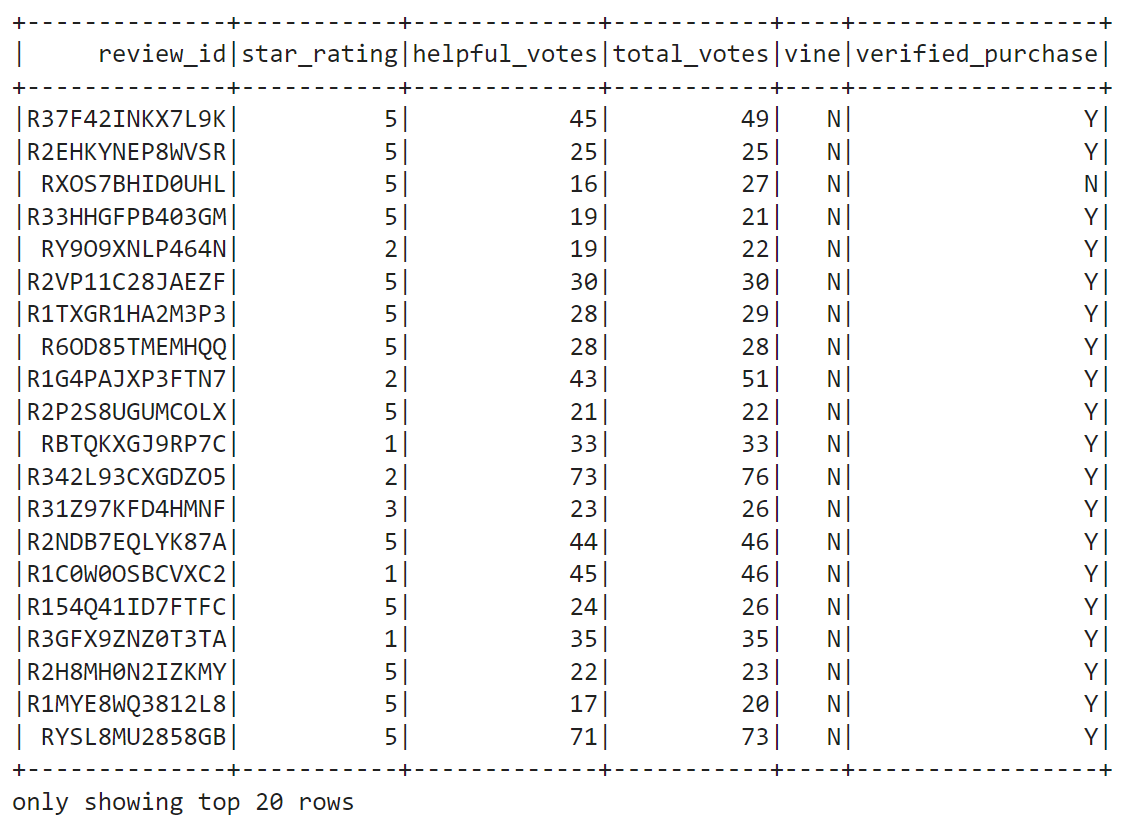 +--------------+-----------+-------------+-----------+----+-----------------+
|     review_id|star_rating|helpful_votes|total_votes|vine|verified_purchase|
+--------------+-----------+-------------+-----------+----+-----------------+
|R37F42INKX7L9K|          5|           45|         49|   N|                Y|
|R2EHKYNEP8WVSR|          5|           25|         25|   N|                Y|
| RXOS7BHID0UHL|          5|           16|         27|   N|                N|
|R33HHGFPB403GM|          5|           19|         21|   N|                Y|
| RY9O9XNLP464N|          2|           19|         22|   N|                Y|
|R2VP11C28JAEZF|          5|           30|         30|   N|                Y|
|R1TXGR1HA2M3P3|          5|           28|         29|   N|                Y|
| R6OD85TMEMHQQ|          5|           28|         28|   N|                Y|
|R1G4PAJXP3FTN7|          2|           43|         51|   N|                Y|
|R2P2S8UGUMCOLX|          5|           21|         22|   N|                Y|
| RBTQKXGJ9RP7C|          1|           33|         33|   N|                Y|
|R342L93CXGDZO5|          2|           73|         76|   N|                Y|
|R31Z97KFD4HMNF|          3|           23|         26|   N|                Y|
|R2NDB7EQLYK87A|          5|           44|         46|   N|                Y|
|R1C0W0OSBCVXC2|          1|           45|         46|   N|                Y|
|R154Q41ID7FTFC|          5|           24|         26|   N|                Y|
|R3GFX9ZNZ0T3TA|          1|           35|         35|   N|                Y|
|R2H8MH0N2IZKMY|          5|           22|         23|   N|                Y|
|R1MYE8WQ3812L8|          5|           17|         20|   N|                Y|
| RYSL8MU2858GB|          5|           71|         73|   N|                Y|
+--------------+-----------+-------------+-----------+----+-----------------+
only showing top 20 rows